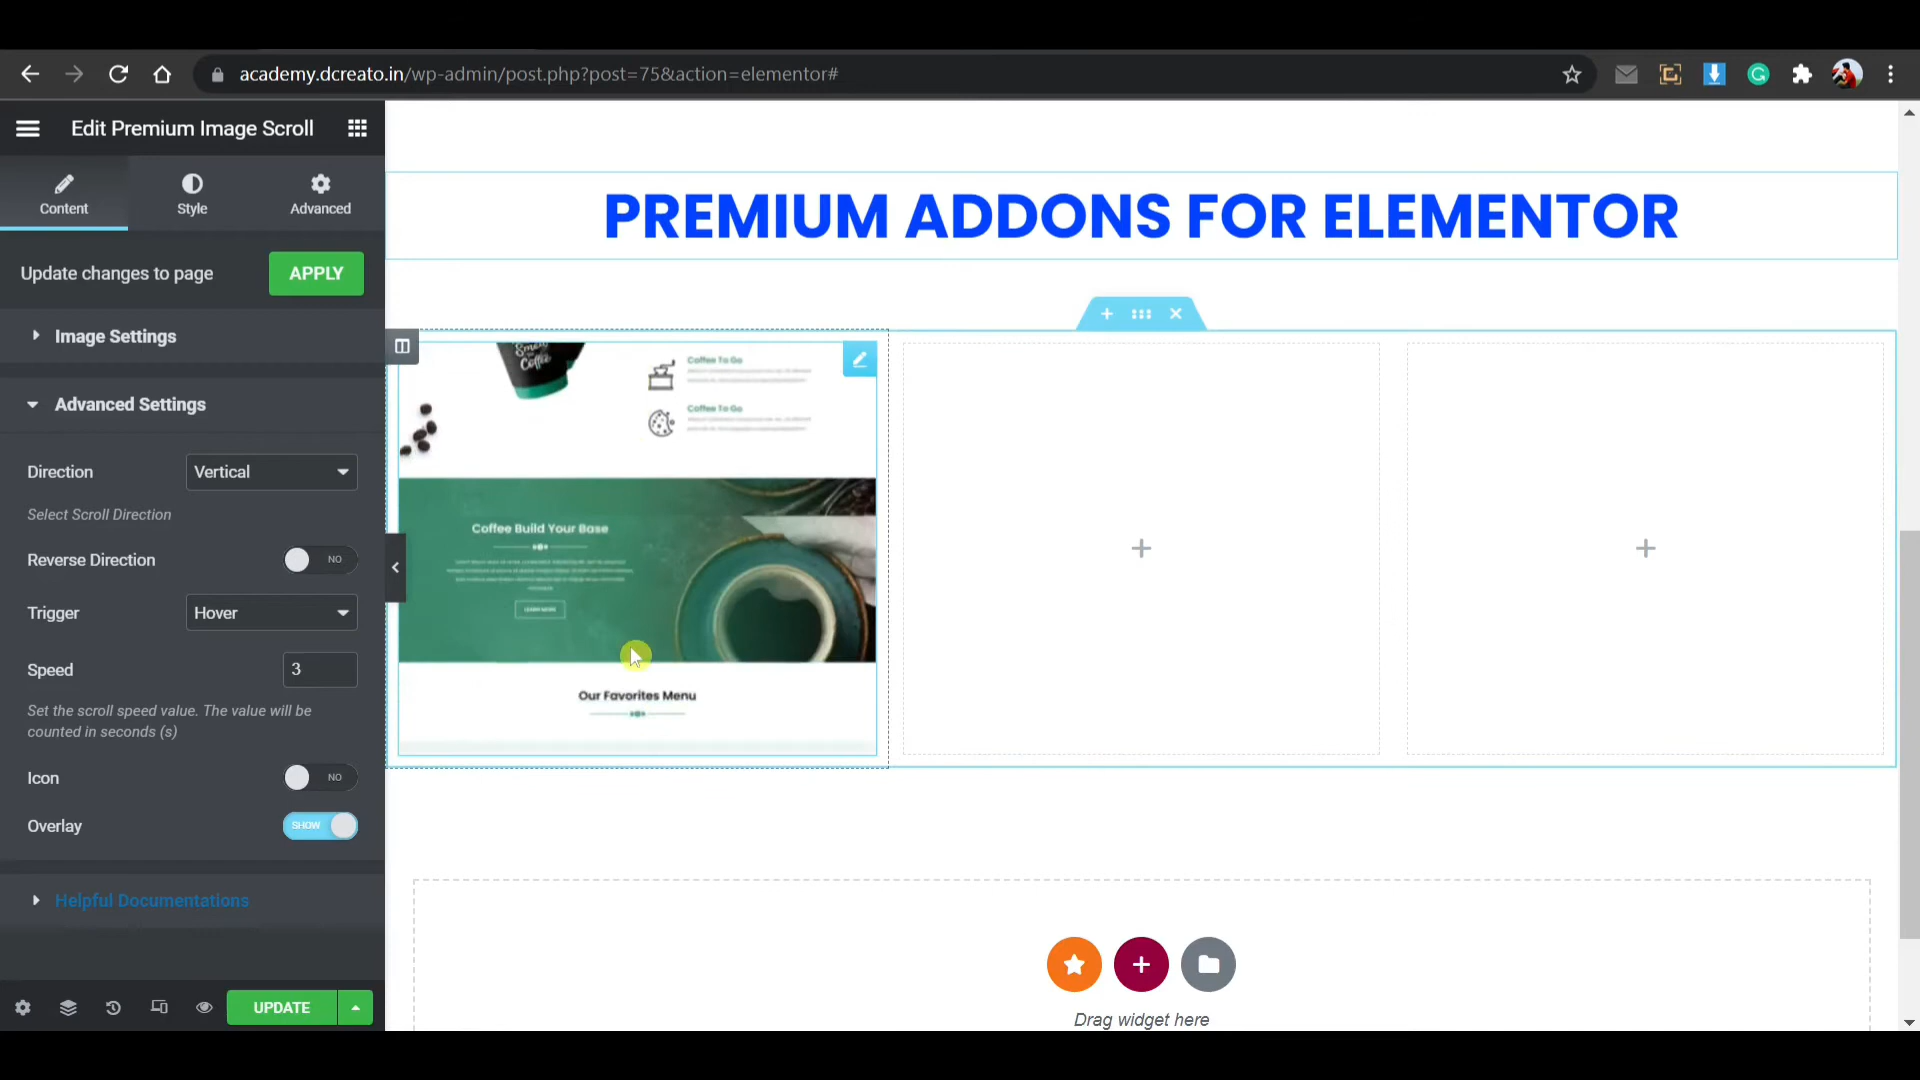 academy.dcreato.in/wp-admin/post.php?post=75&action=elementor#
Edit Premium Image Scroll
Content
Style
Advanced
Update changes to page
APPLY
Image Settings
Advanced Settings
Direction
Vertical
Select Scroll Direction
Reverse Direction
NO
Trigger
Hover
Speed
3
Set the scroll speed value. The value will be
counted in seconds (s)
Icon
NO
Overlay
SHOW
Helpful Documentations
UPDATE
PREMIUM ADDONS FOR ELEMENTOR
Coffee
Coffee To Go
Coffee To Go
Coffee Build Your Base
LEARN MORE
Our Favorites Menu
Drag widget here